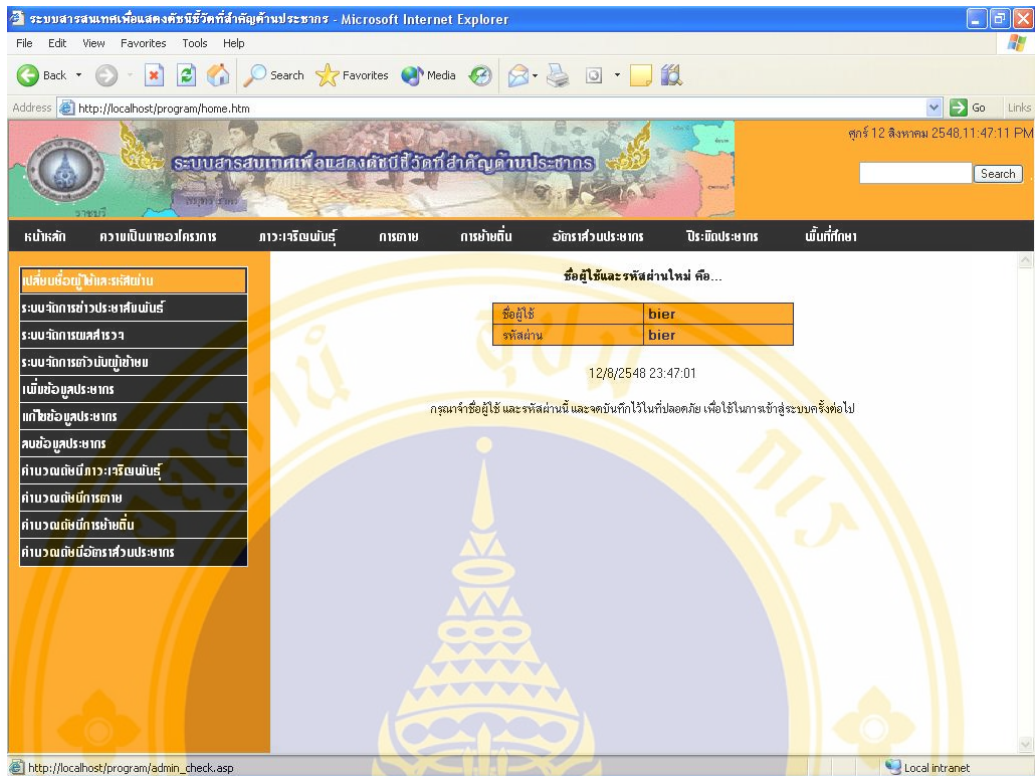 ระบบสารสนเทศเพื่อแสดงดัชนีชี้วัดที่สำคัญด้านประชากร - Microsoft Internet Explorer
File Edit View Favorites Tools Help
Back Search Favorites Media
Address http://localhost/program/home.htm Go Links
ศุกร์ 12 สิงหาคม 2548,11:47:11 PM
ระบบสารสนเทศเพื่อแสดงดัชนีชี้วัดที่สำคัญด้านประชากร
Search
ราชบุรี
หน้าหลัก ความเป็นมาของโครงการ ภาวะเจริญพันธุ์ การตาย การย้ายถิ่น อัตราส่วนประชากร ปิระมิดประชากร พื้นที่ศึกษา
เปลี่ยนชื่อผู้ใช้และรหัสผ่าน
ระบบจัดการข่าวประชาสัมพันธ์
ระบบจัดการผลสำรวจ
ระบบจัดการตัวนับผู้เข้าชม
เพิ่มข้อมูลประชากร
แก้ไขข้อมูลประชากร
ลบข้อมูลประชากร
คำนวณดัชนีภาวะเจริญพันธุ์
คำนวณดัชนีการตาย
คำนวณดัชนีการย้ายถิ่น
คำนวณดัชนีอัตราส่วนประชากร
ชื่อผู้ใช้และรหัสผ่านใหม่ คือ...
ชื่อผู้ใช้ bier
รหัสผ่าน bier
12/8/2548 23:47:01
กรุณาจำชื่อผู้ใช้ และรหัสผ่านนี้ และจดบันทึกไว้ในที่ปลอดภัย เพื่อใช้ในการเข้าสู่ระบบครั้งต่อไป
http://localhost/program/admin_check.asp Local intranet